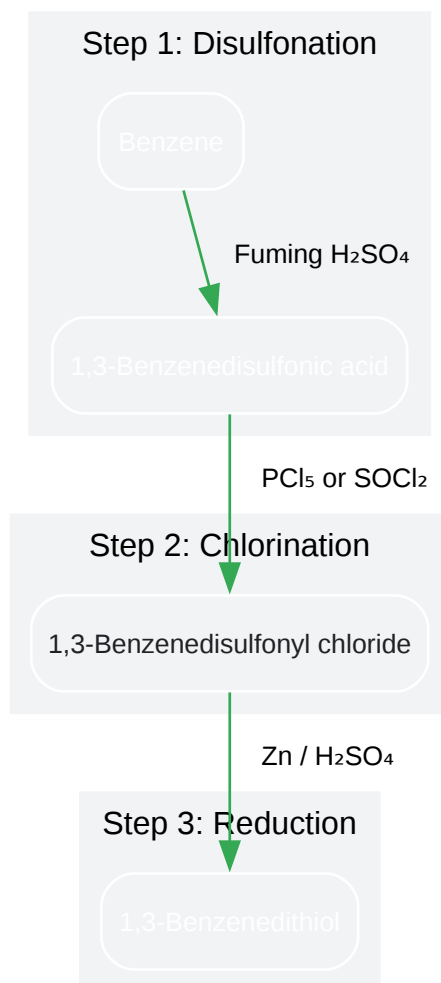 Step 1: Disulfonation
Benzene
Fuming H₂SO₄
1,3-Benzenedisulfonic acid
PCl₅ or SOCl₂
Step 2: Chlorination
1,3-Benzenedisulfonyl chloride
Zn / H₂SO₄
Step 3: Reduction
1,3-Benzenedithiol